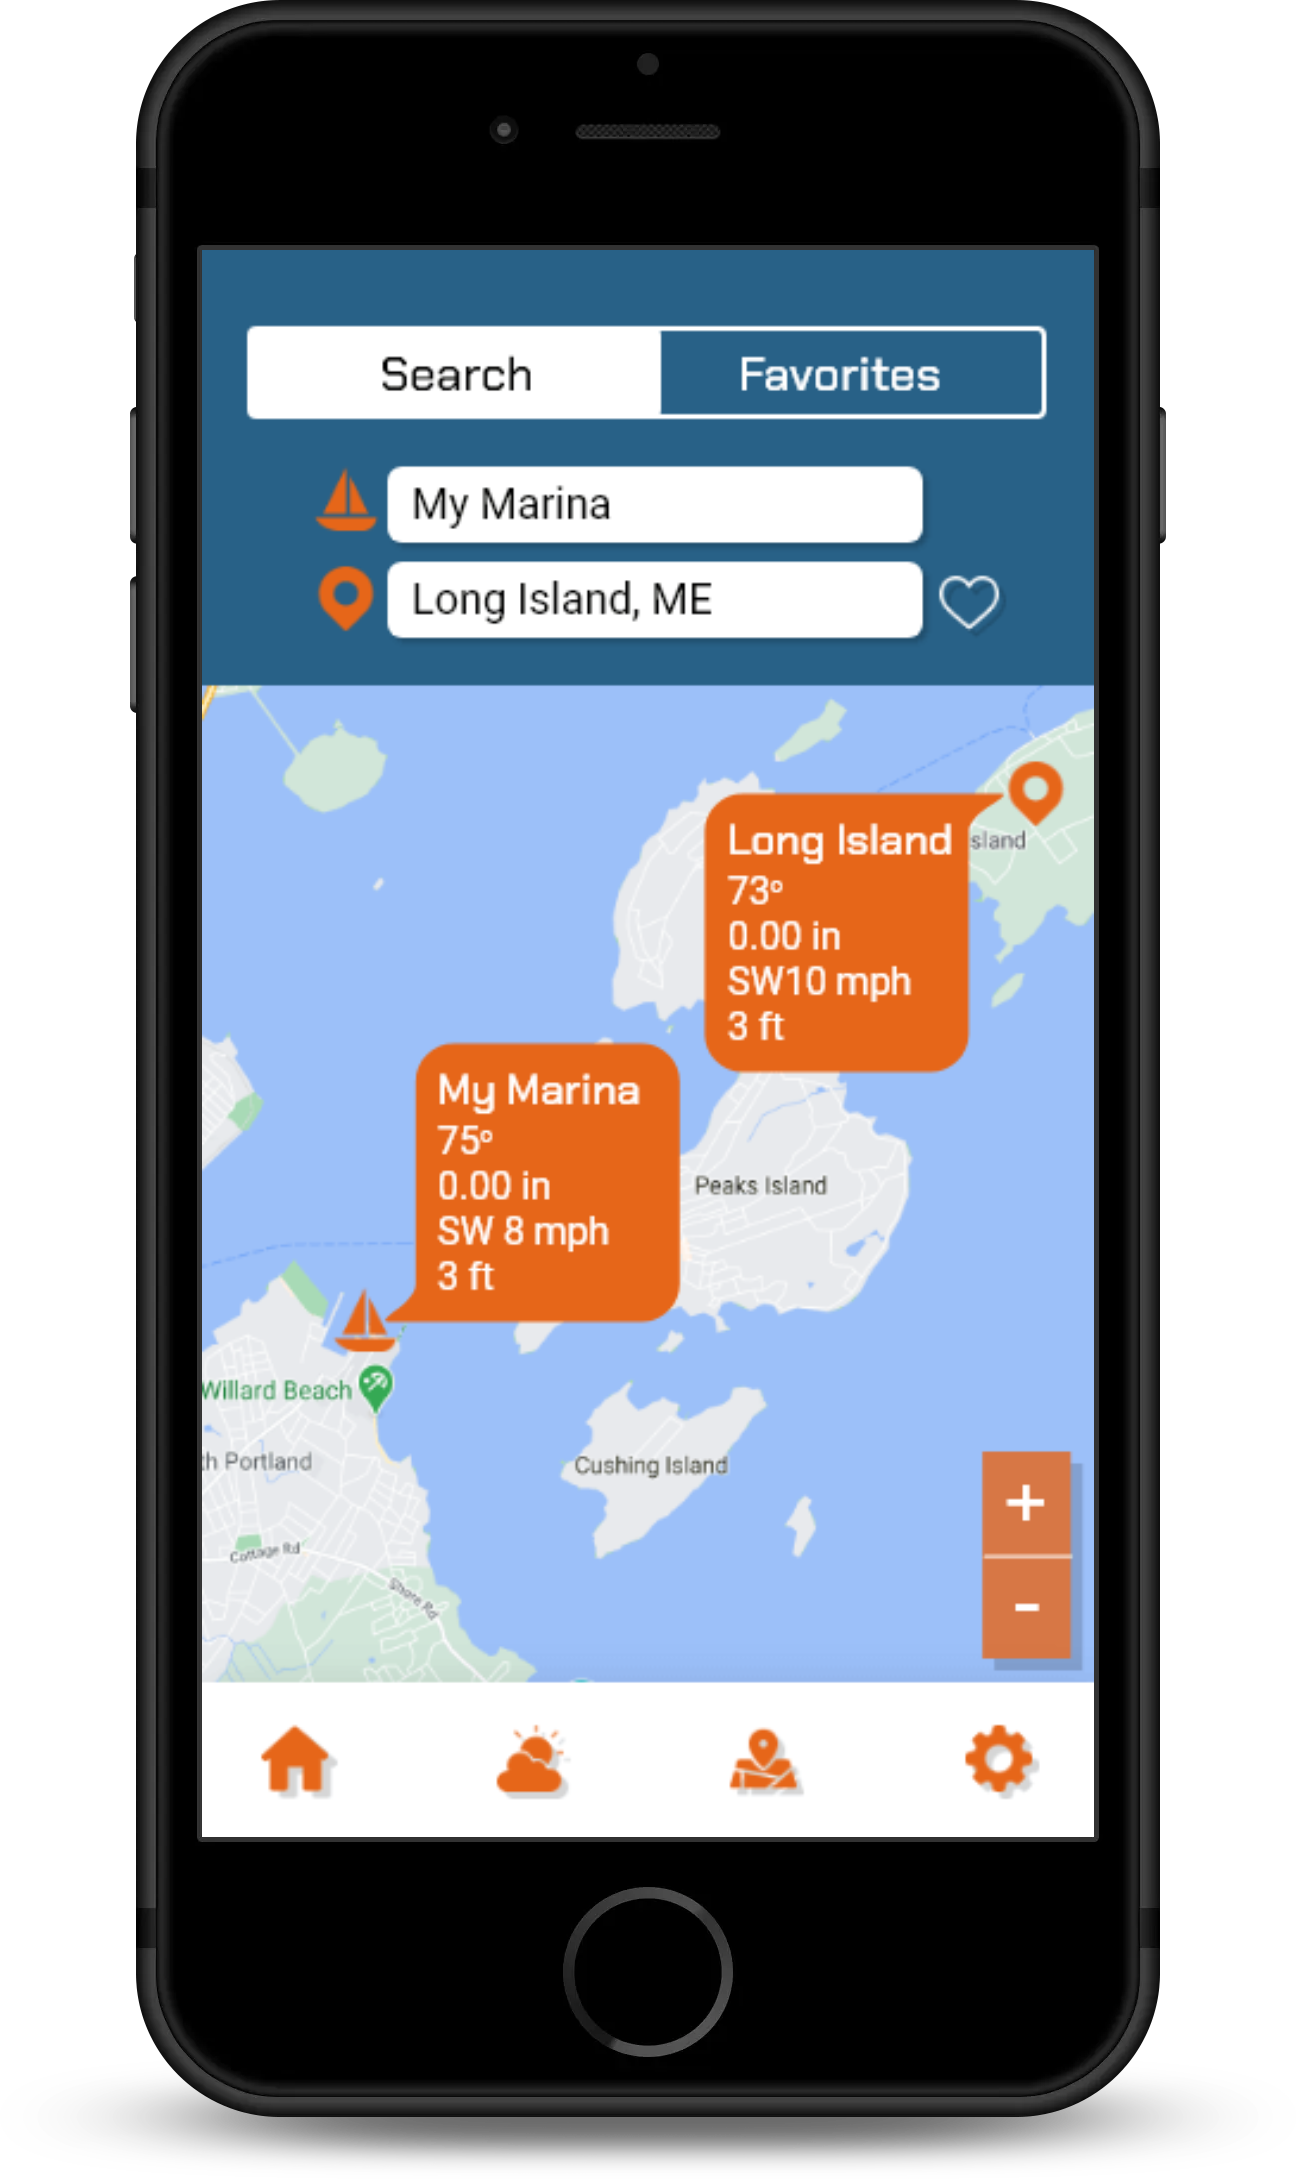 Search
Favorites
My Marina
Long Island, ME
Long Island
73º
0.00 in
SW10 mph
3 ft
sland
My Marina
75º
0.00 in
SW 8 mph
3 ft
Peaks Island
Willard Beach
th Portland
Cushing Island
Cottage Rd
Shore Rd
+
-